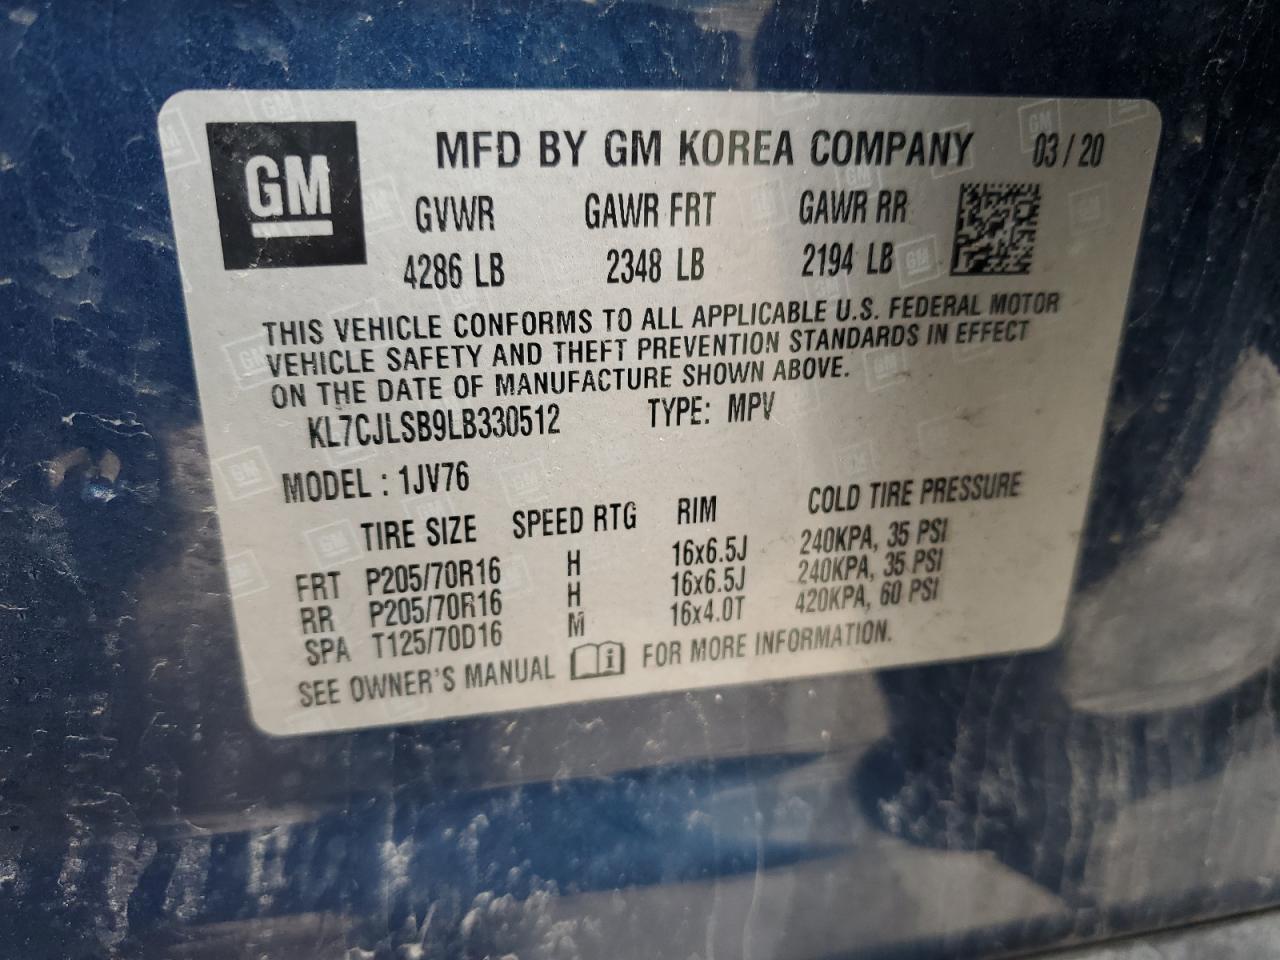 GM
MFD BY GM KOREA COMPANY 03/20
GVWR GAWR FRT GAWR RR
4286 LB 2348 LB 2194 LB
THIS VEHICLE CONFORMS TO ALL APPLICABLE U.S. FEDERAL MOTOR
VEHICLE SAFETY AND THEFT PREVENTION STANDARDS IN EFFECT
ON THE DATE OF MANUFACTURE SHOWN ABOVE.
KL7CJLSB9LB330512 TYPE: MPV
MODEL : 1JV76
TIRE SIZE SPEED RTG RIM COLD TIRE PRESSURE
FRT P205/70R16 H 16x6.5J 240KPA, 35 PSI
RR P205/70R16 H 16x6.5J 240KPA, 35 PSI
SPA T125/70D16 M 16x4.0T 420KPA, 60 PSI
SEE OWNER'S MANUAL i FOR MORE INFORMATION.